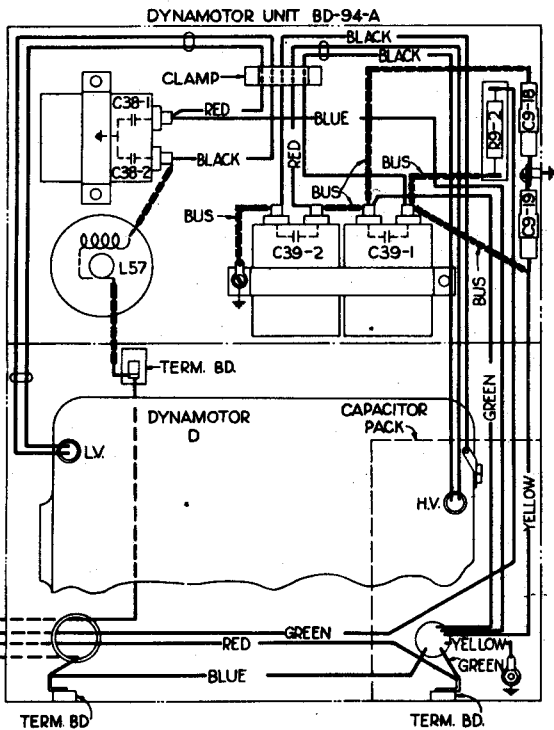 DYNAMOTOR UNIT BD-94-A
BLACK
BLACK
CLAMP
C38-1
RED
BLUE
C38-2
BLACK
RED
R9-2
C9-18
BUS
BUS
BUS
C9-19
L57
C39-2
C39-1
BUS
TERM. BD.
DYNAMOTOR
D
CAPACITOR
PACK
GREEN
L.V.
H.V.
YELLOW
GREEN
RED
YELLOW
GREEN
BLUE
TERM. BD
TERM. BD.